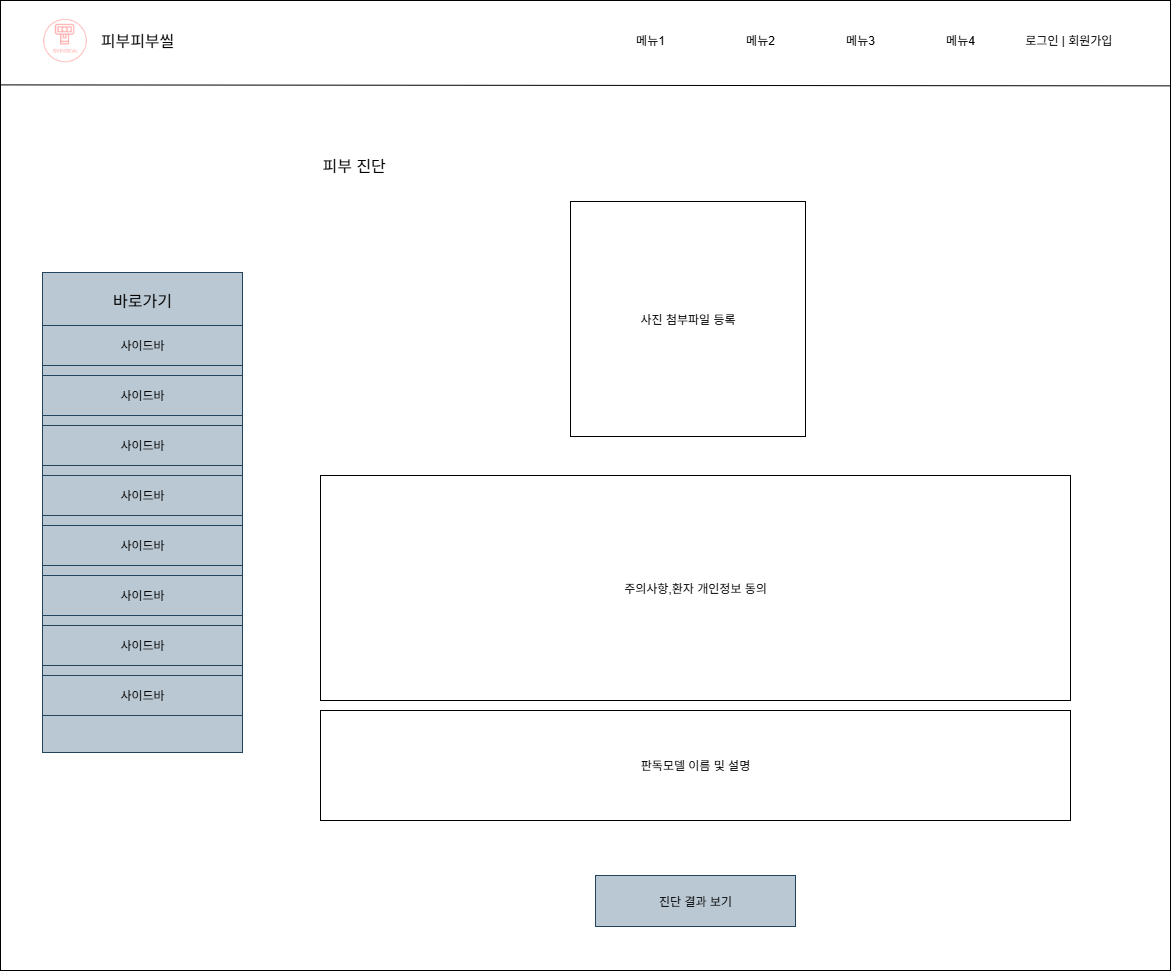 피부피부씰
메뉴1
메뉴2
메뉴3
메뉴4
로그인 | 회원가입
피부 진단
사진 첨부파일 등록
바로가기
사이드바
사이드바
사이드바
사이드바
사이드바
사이드바
사이드바
사이드바
주의사항,환자 개인정보 동의
판독모델 이름 및 설명
진단 결과 보기